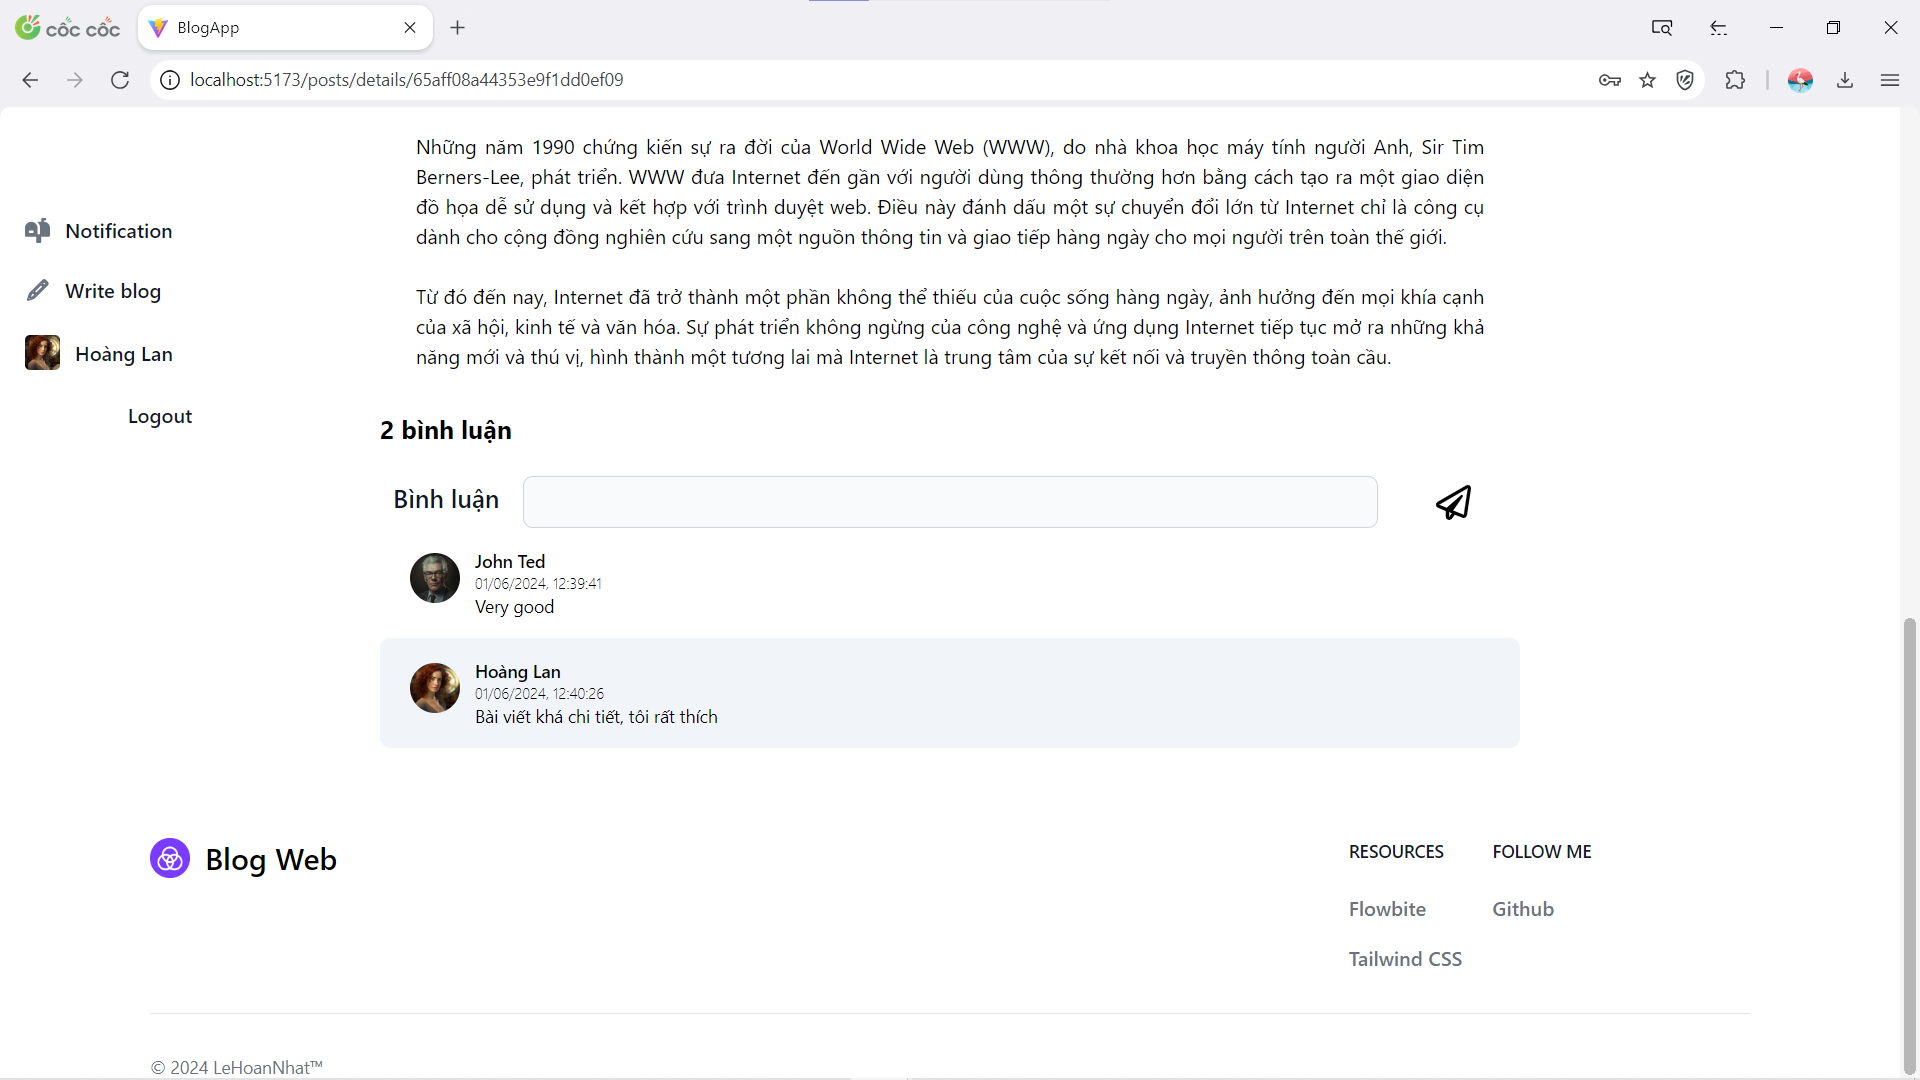 cốc cốc
BlogApp
localhost:5173/posts/details/65aff08a44353e9f1dd0ef09
Notification
Write blog
Hoàng Lan
Logout
Những năm 1990 chứng kiến sự ra đời của World Wide Web (WWW), do nhà khoa học máy tính người Anh, Sir Tim
Berners-Lee, phát triển. WWW đưa Internet đến gần với người dùng thông thường hơn bằng cách tạo ra một giao diện
đồ họa dễ sử dụng và kết hợp với trình duyệt web. Điều này đánh dấu một sự chuyển đổi lớn từ Internet chỉ là công cụ
dành cho cộng đồng nghiên cứu sang một nguồn thông tin và giao tiếp hàng ngày cho mọi người trên toàn thế giới.
Từ đó đến nay, Internet đã trở thành một phần không thể thiếu của cuộc sống hàng ngày, ảnh hưởng đến mọi khía cạnh
của xã hội, kinh tế và văn hóa. Sự phát triển không ngừng của công nghệ và ứng dụng Internet tiếp tục mở ra những khả
năng mới và thú vị, hình thành một tương lai mà Internet là trung tâm của sự kết nối và truyền thông toàn cầu.
2 bình luận
Bình luận
John Ted
01/06/2024, 12:39:41
Very good
Hoàng Lan
01/06/2024, 12:40:26
Bài viết khá chi tiết, tôi rất thích
Blog Web
RESOURCES
Flowbite
Tailwind CSS
FOLLOW ME
Github
© 2024 LeHoanNhat™